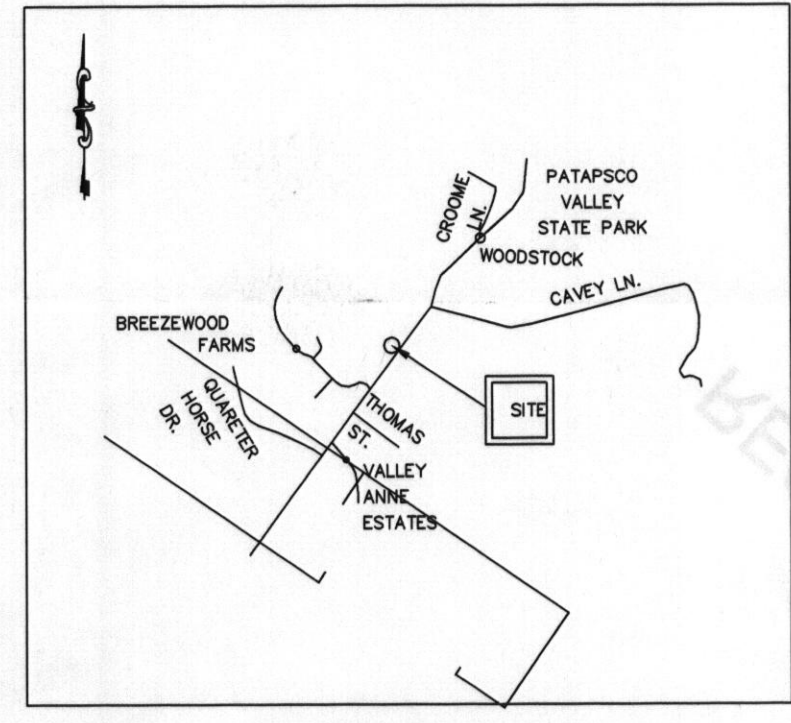 CROOME
LN.
PATAPSCO
VALLEY
STATE PARK
WOODSTOCK
CAVEY LN.
BREEZEWOOD
FARMS
QUARETER
HORSE
DR.
THOMAS
ST.
SITE
VALLEY
ANNE
ESTATES